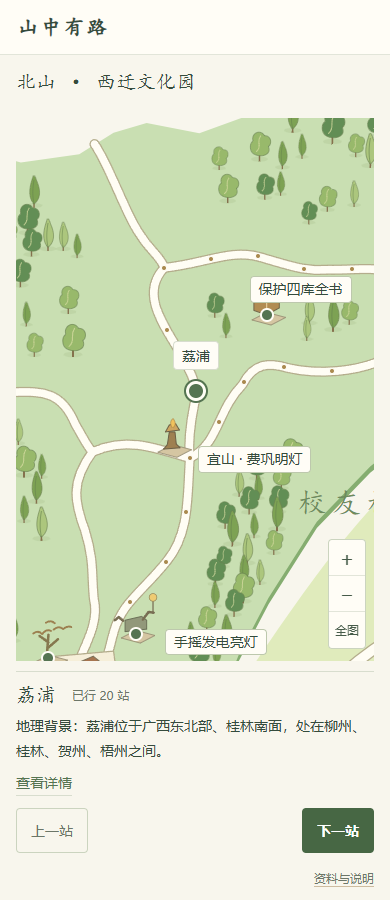 山中有路
北山 • 西迁文化园
保护四库全书
荔浦
宜山 · 费巩明灯
校友
+
−
全图
手摇发电亮灯
荔浦 已行 20 站
地理背景：荔浦位于广西东北部、桂林南面，处在柳州、
桂林、贺州、梧州之间。
查看详情
上一站
下一站
资料与说明